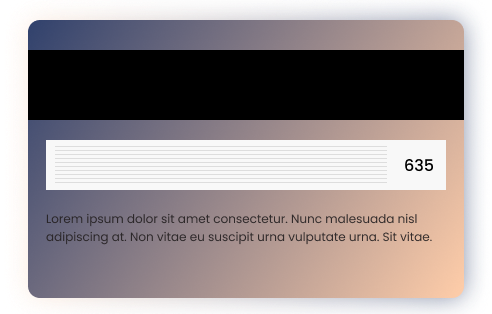 635
Lorem ipsum dolor sit amet consectetur. Nunc malesuada nisl
adipiscing at. Non vitae eu suscipit urna vulputate urna. Sit vitae.